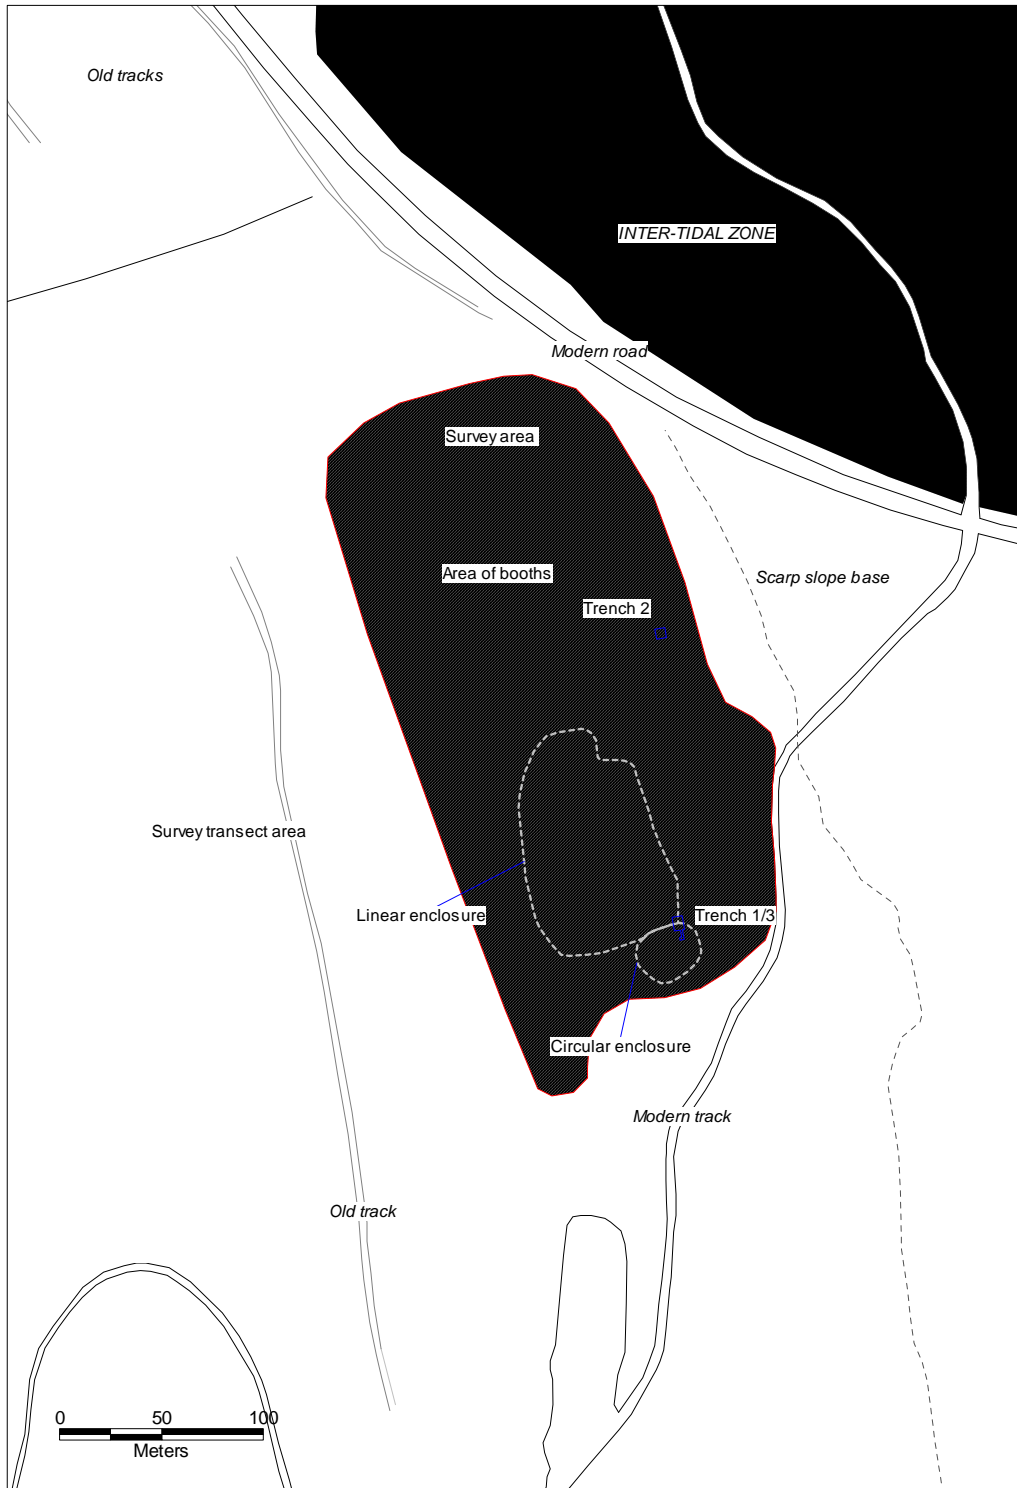 Old tracks
INTER-TIDAL ZONE
Modern road
Survey area
Area of booths
Scarp slope base
Trench 2
Survey transect area
Linear enclosure
Trench 1/3
Circular enclosure
Modern track
Old track
0 50 100
Meters